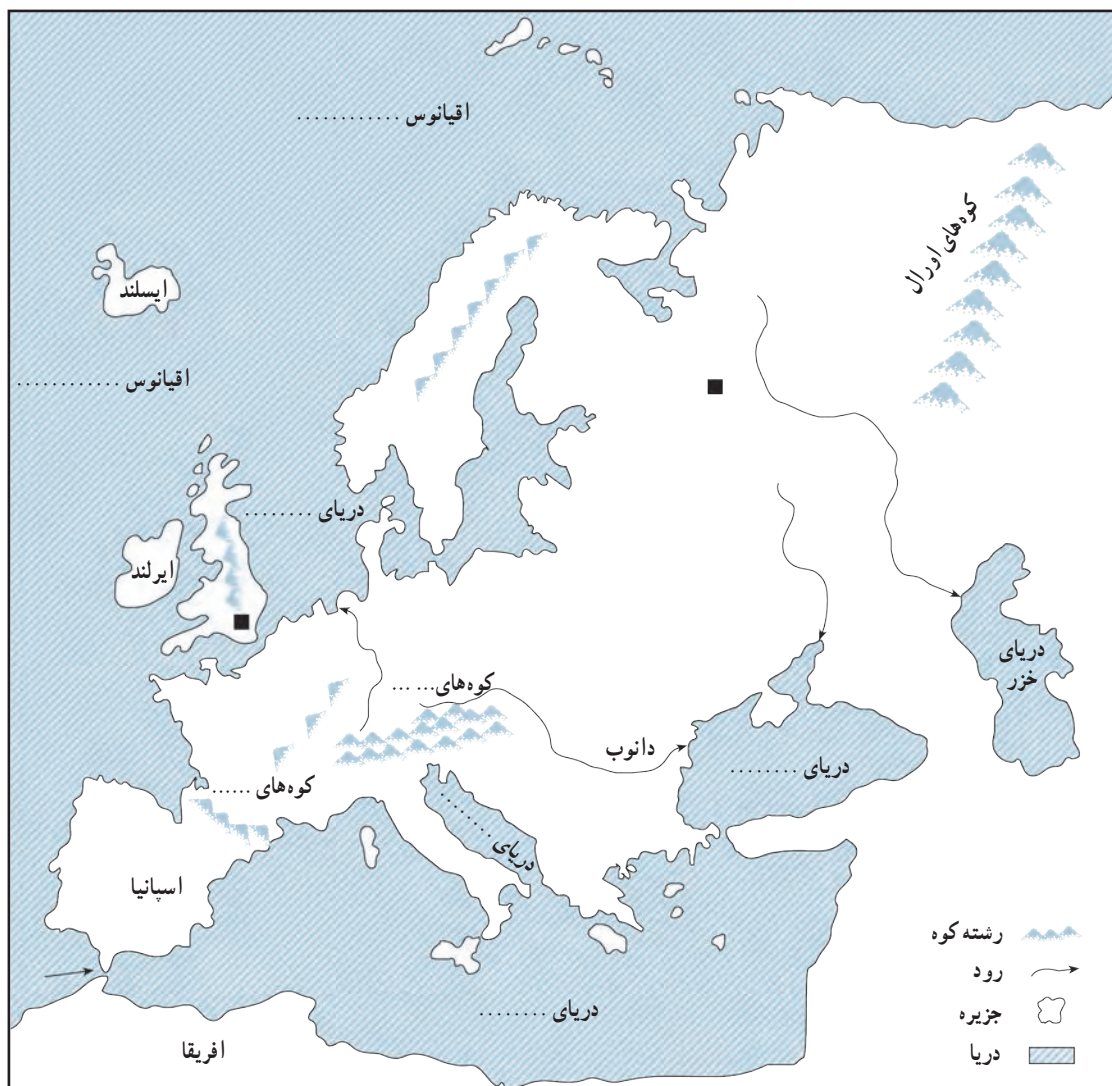 اقیانوس ............
کوه‌های اورال
ایسلند
اقیانوس ............
دریای ........
ایرلند
دریای
خزر
کوه‌های... ...
دانوب
دریای ........
کوه‌های ......
دریای ........
اسپانیا
رشته کوه
رود
دریای ........
جزیره
افریقا
دریا